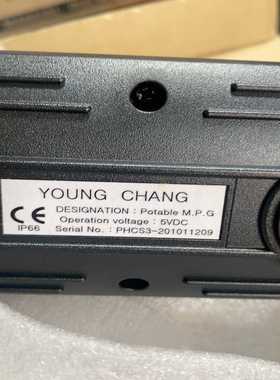 YOUNG CHANG
CE
IP66
DESIGNATION : Potable M.P.G
Operation voltage : 5VDC
Serial No. : PHCS3-201011209